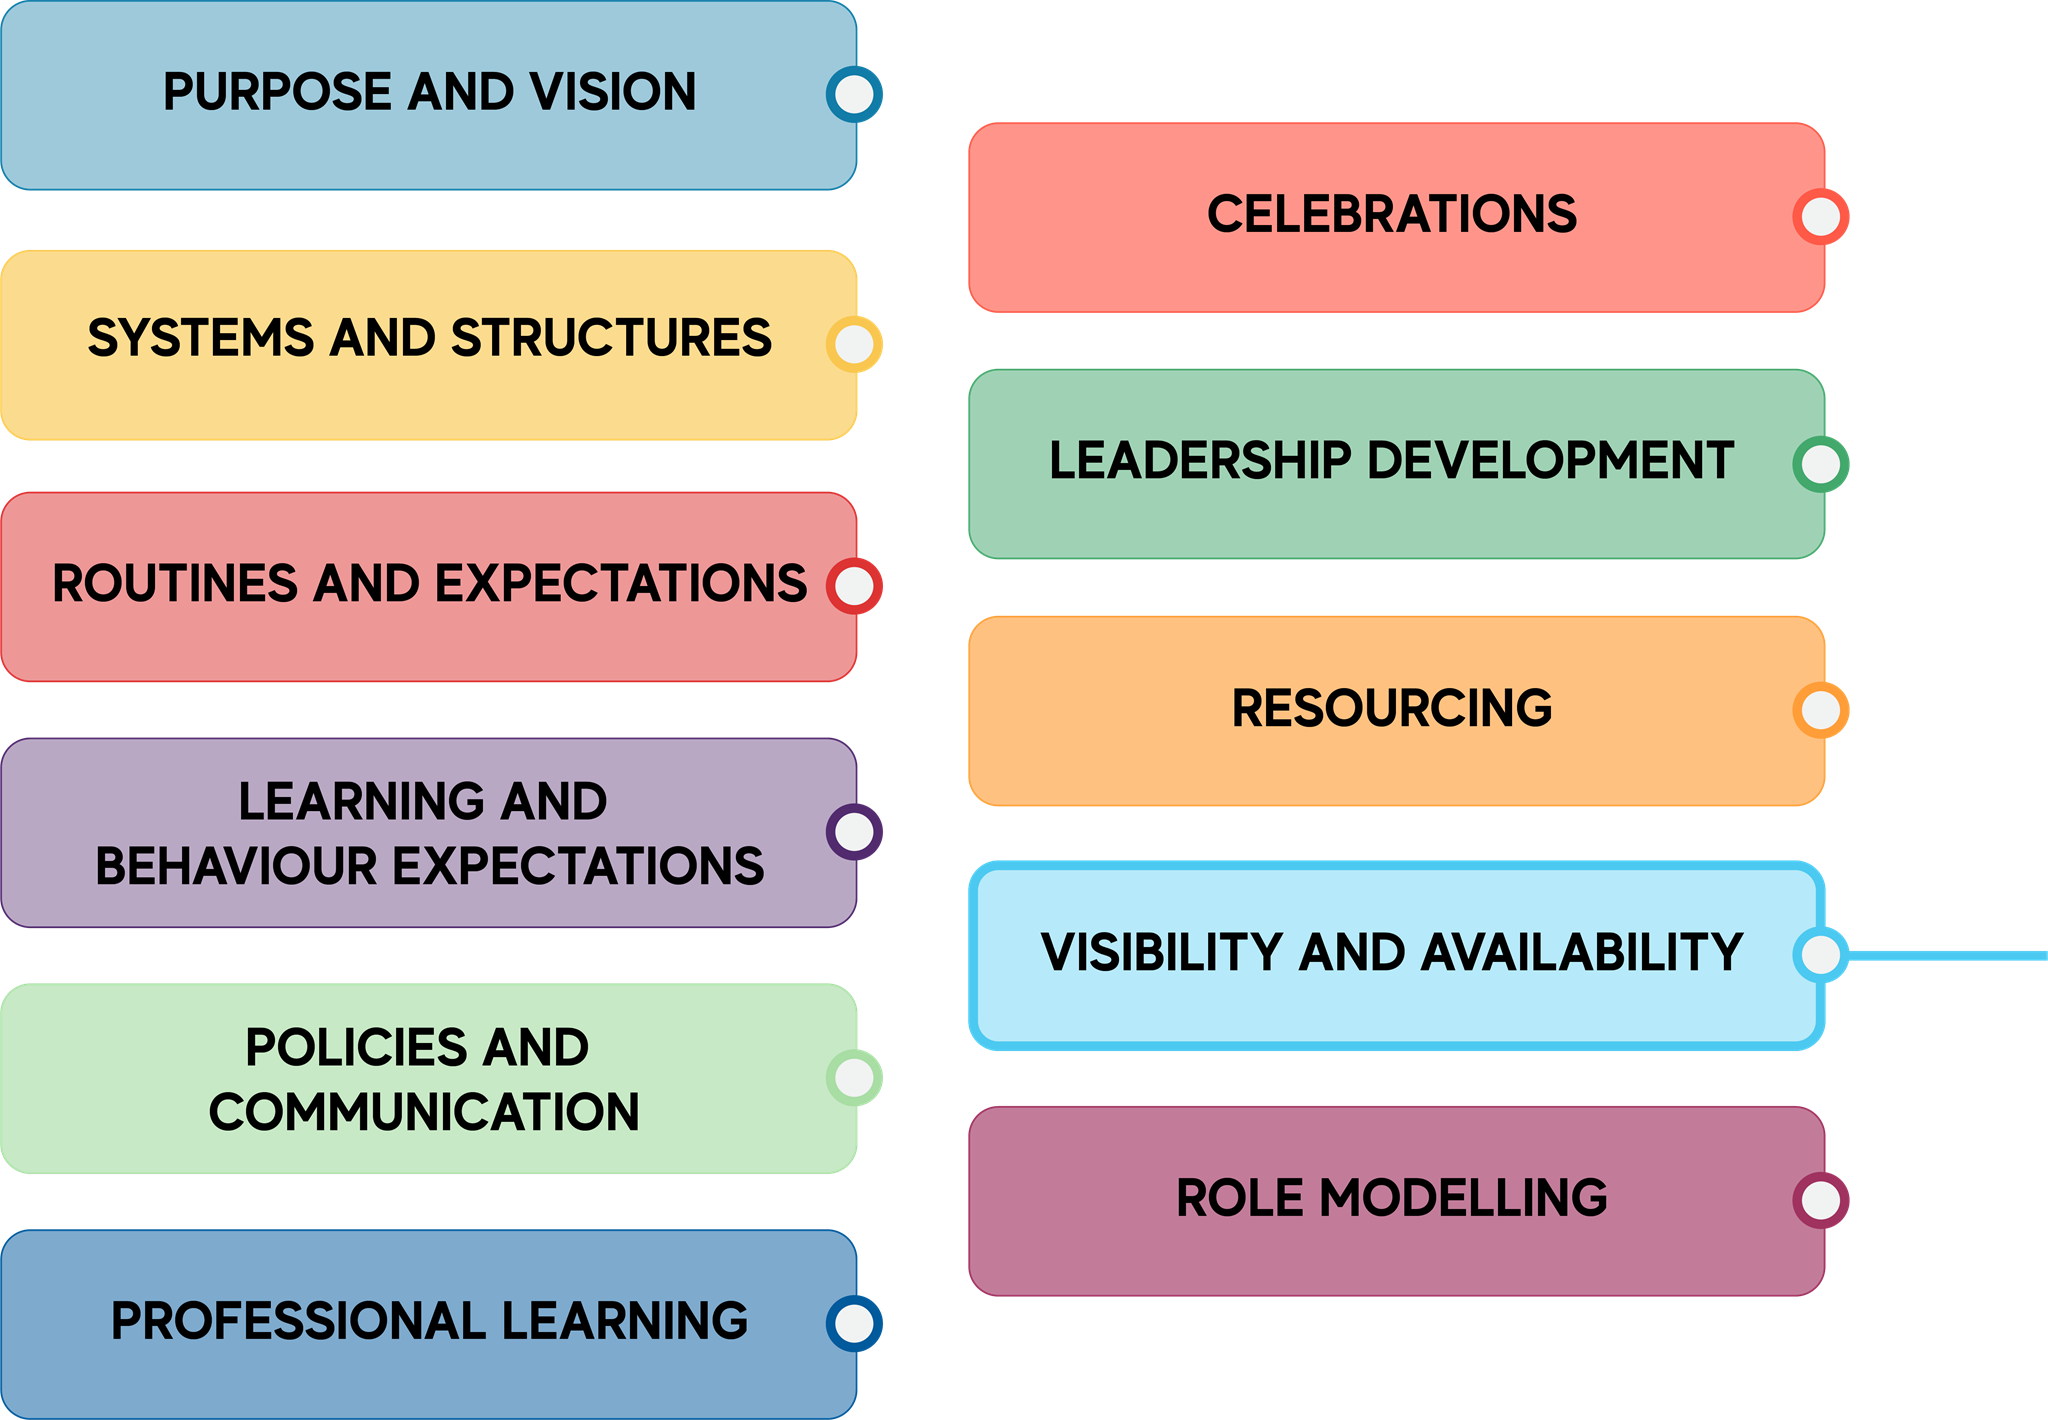 PURPOSE AND VISION
SYSTEMS AND STRUCTURES
ROUTINES AND EXPECTATIONS
LEARNING AND
BEHAVIOUR EXPECTATIONS
POLICIES AND
COMMUNICATION
PROFESSIONAL LEARNING
CELEBRATIONS
LEADERSHIP DEVELOPMENT
RESOURCING
VISIBILITY AND AVAILABILITY
ROLE MODELLING